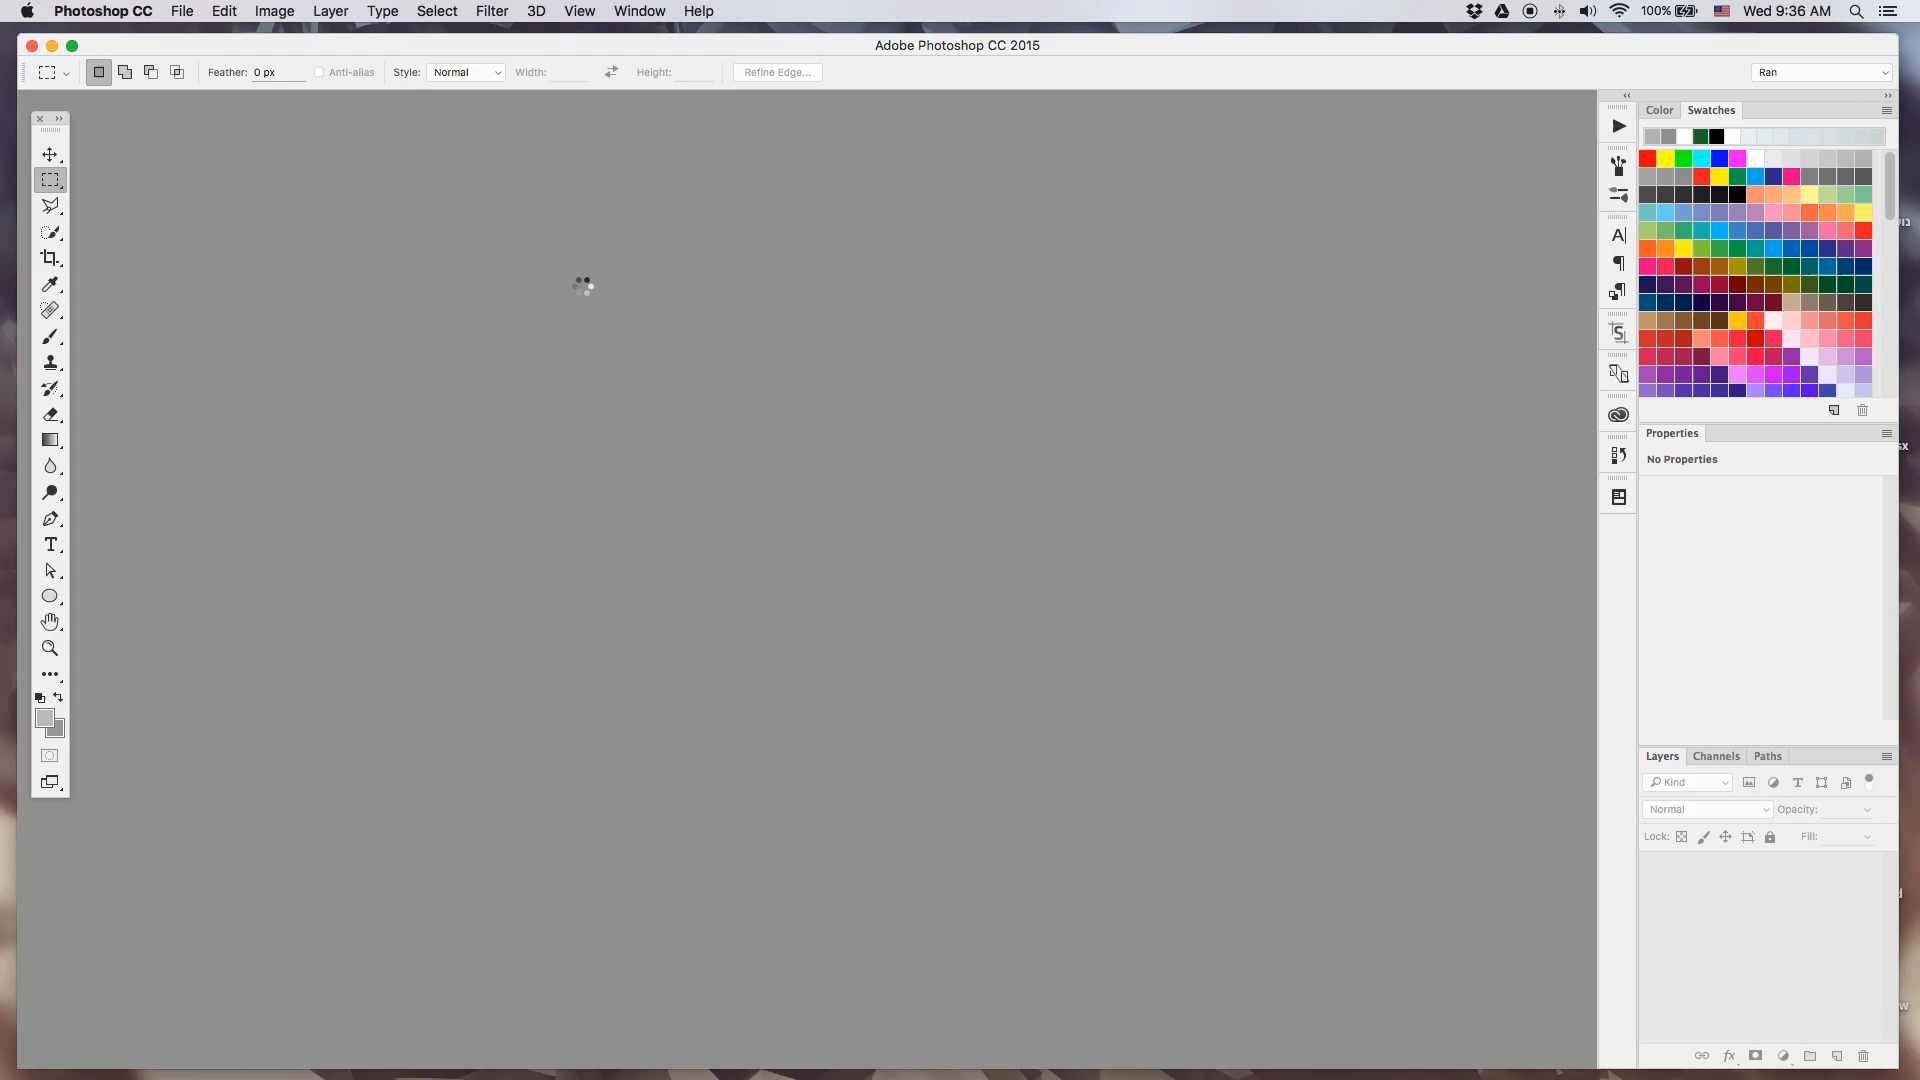 Photoshop CC File Edit Image Layer Type Select Filter 3D View Window Help 100% Wed 9:36 AM
Adobe Photoshop CC 2015
Feather: 0 px Anti-alias Style: Normal Width: Height: Refine Edge... Ran
Color Swatches
Properties
No Properties
Layers Channels Paths
Kind
Normal Opacity:
Lock: Fill: